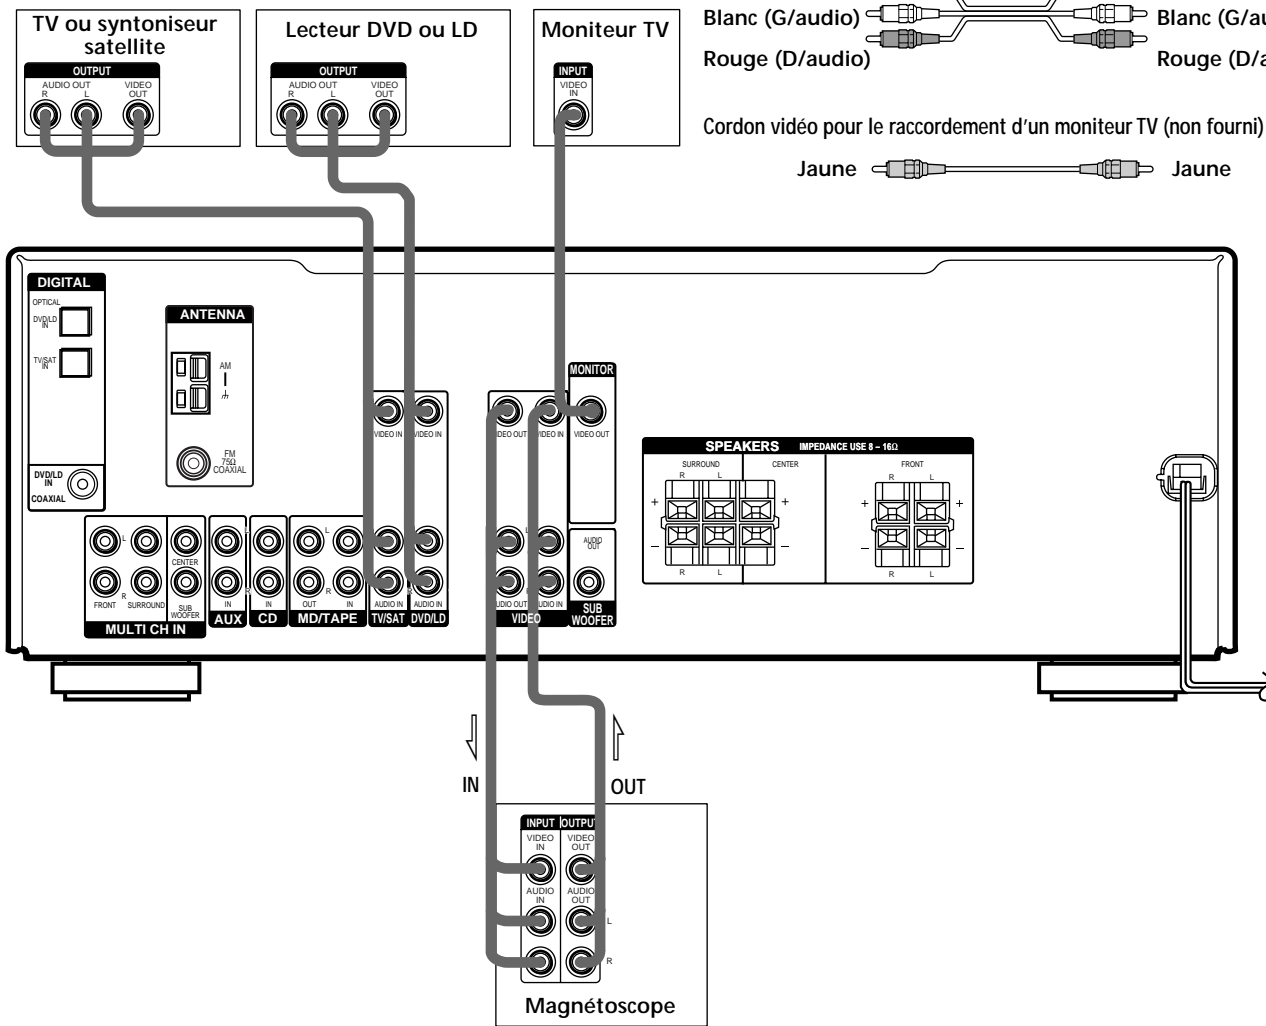 TV ou syntoniseur
satellite
OUTPUT
AUDIO OUT
R L
VIDEO
OUT
Lecteur DVD ou LD
OUTPUT
AUDIO OUT
R L
VIDEO
OUT
Moniteur TV
INPUT
VIDEO
IN
Blanc (G/audio)
Blanc (G/au
Rouge (D/audio)
Rouge (D/a
Cordon vidéo pour le raccordement d'un moniteur TV (non fourni)
Jaune
Jaune
DIGITAL
OPTICAL
DVD/LD
IN
TV/SAT
IN
DVD/LD
IN
COAXIAL
ANTENNA
AM
FM
75Ω
COAXIAL
VIDEO IN
VIDEO IN
IDEO OUT
VIDEO IN
MONITOR
VIDEO OUT
SPEAKERS IMPEDANCE USE 8 – 16Ω
SURROUND
CENTER
FRONT
R L
R L
+ +
+ +
– –
– –
R L
R L
L
CENTER
R
FRONT
SURROUND
SUB
WOOFER
MULTI CH IN
L
R
IN
AUX
IN
CD
L
R
OUT
IN
MD/TAPE
AUDIO IN
TV/SAT
R
AUDIO IN
DVD/LD
L
UDIO OUT
UDIO IN
VIDEO
AUDIO
OUT
SUB
WOOFER
IN
OUT
INPUT
OUTPU
VIDEO
IN
VIDEO
OUT
AUDIO
IN
AUDIO
OUT
L
R
Magnétoscope